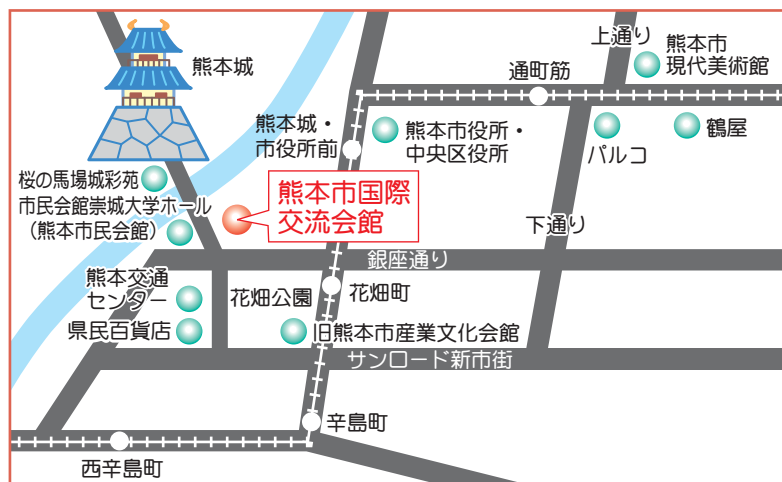 上通り
熊本市
現代美術館
熊本城
通町筋
熊本城・
市役所前
熊本市役所・
中央区役所
パルコ
鶴屋
桜の馬場城彩苑
市民会館崇城大学ホール
（熊本市民会館）
熊本市国際
交流会館
下通り
銀座通り
熊本交通
センター
花畑公園
花畑町
県民百貨店
旧熊本市産業文化会館
サンロード新市街
辛島町
西辛島町